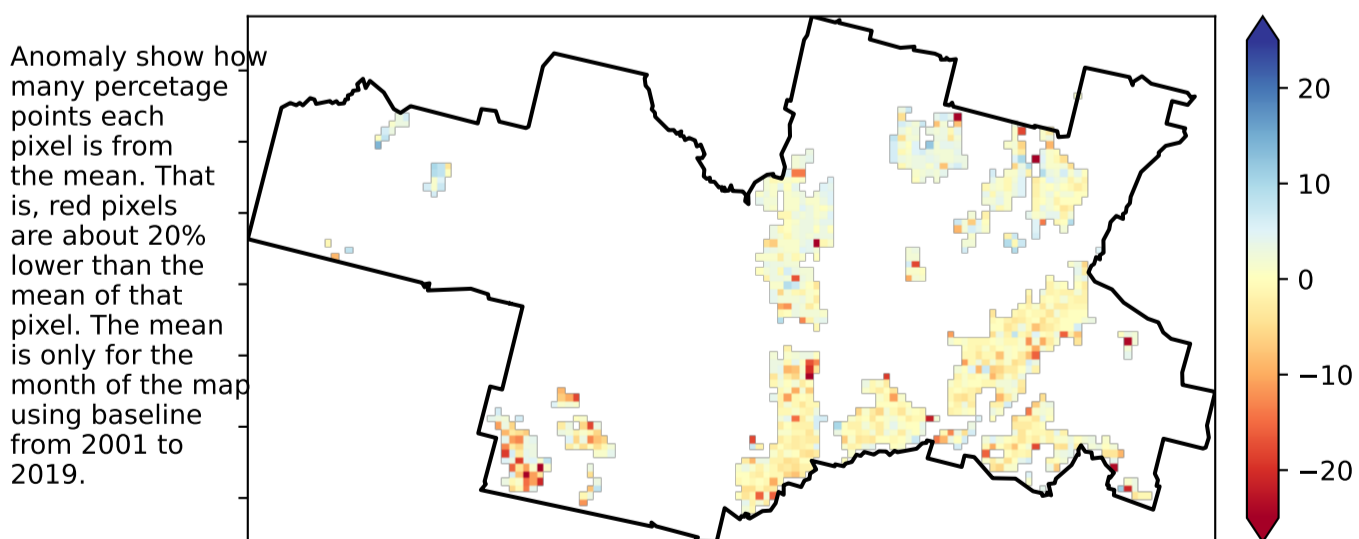 Anomaly show how
many percetage
points each
pixel is from
the mean. That
is, red pixels
are about 20%
lower than the
mean of that
pixel. The mean
is only for the
month of the map
using baseline
from 2001 to
2019.
20
10
0
−10
−20